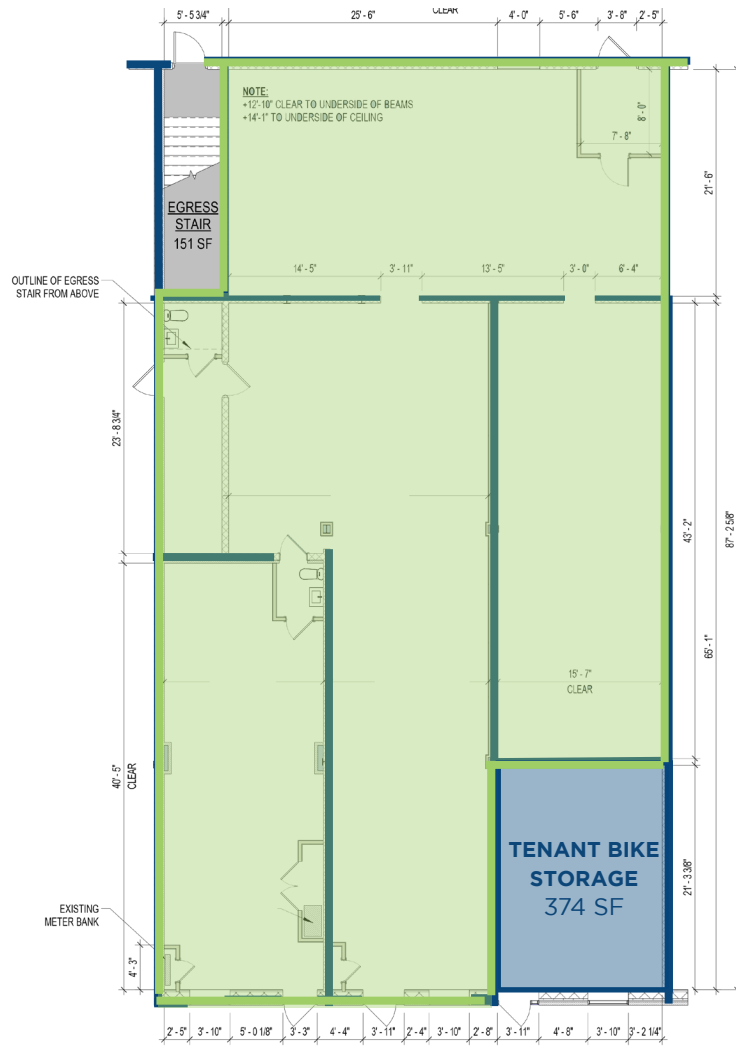 CLEAR
5' - 5 3/4"
25' - 6"
4' - 0"
5' - 6"
3' - 8"
2' - 5"
NOTE:
+12'-10" CLEAR TO UNDERSIDE OF BEAMS
+14'-1" TO UNDERSIDE OF CEILING
8' - 0"
7' - 8"
21' - 6"
EGRESS
STAIR
151 SF
14' - 5"
3' - 11"
13' - 5"
3' - 0"
6' - 4"
OUTLINE OF EGRESS
STAIR FROM ABOVE
23' - 8 3/4"
43' - 2"
87' - 2 5/8"
65' - 1"
15' - 7"
CLEAR
40' - 5"
CLEAR
TENANT BIKE
STORAGE
374 SF
21' - 3 3/8"
EXISTING
METER BANK
4' - 3"
2' - 5"
3' - 10"
5' - 0 1/8"
3' - 3"
4' - 4"
3' - 11"
2' - 4"
3' - 10"
2' - 8"
3' - 11"
4' - 8"
3' - 10"
3' - 2 1/4"